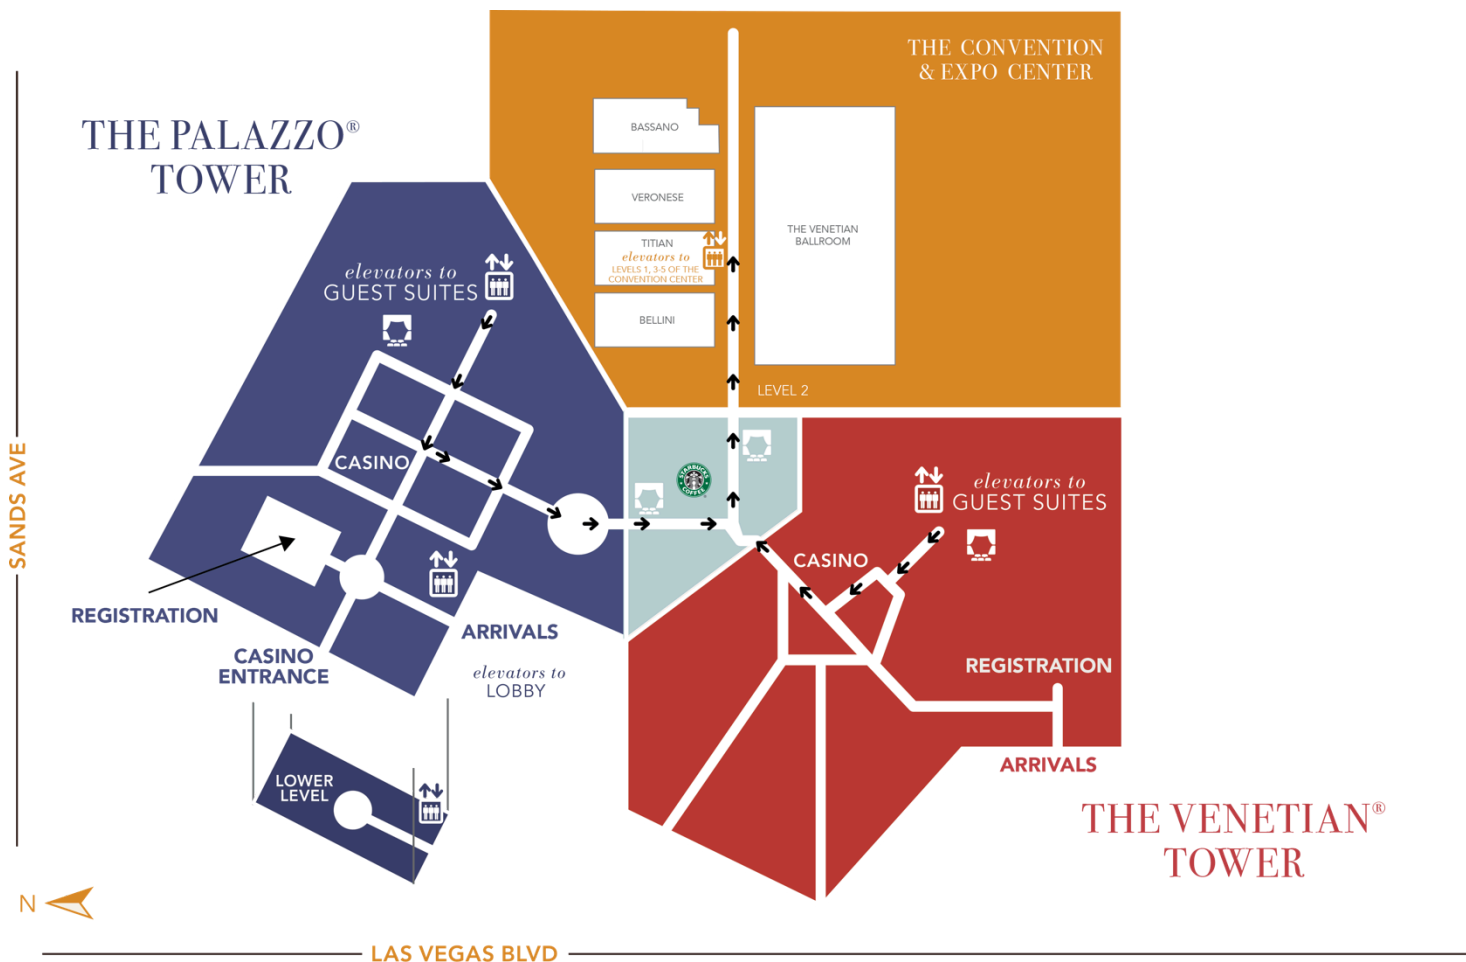 THE CONVENTION
& EXPO CENTER
THE PALAZZO®
TOWER
BASSANO
VERONESE
TITIAN
elevators to
LEVELS 1, 3-5 OF THE
CONVENTION CENTER
BELLINI
THE VENETIAN
BALLROOM
LEVEL 2
elevators to
GUEST SUITES
CASINO
REGISTRATION
CASINO
ENTRANCE
ARRIVALS
elevators to
LOBBY
LOWER
LEVEL
STARBUCKS
COFFEE
elevators to
GUEST SUITES
CASINO
REGISTRATION
ARRIVALS
THE VENETIAN®
TOWER
SANDS AVE
N
LAS VEGAS BLVD